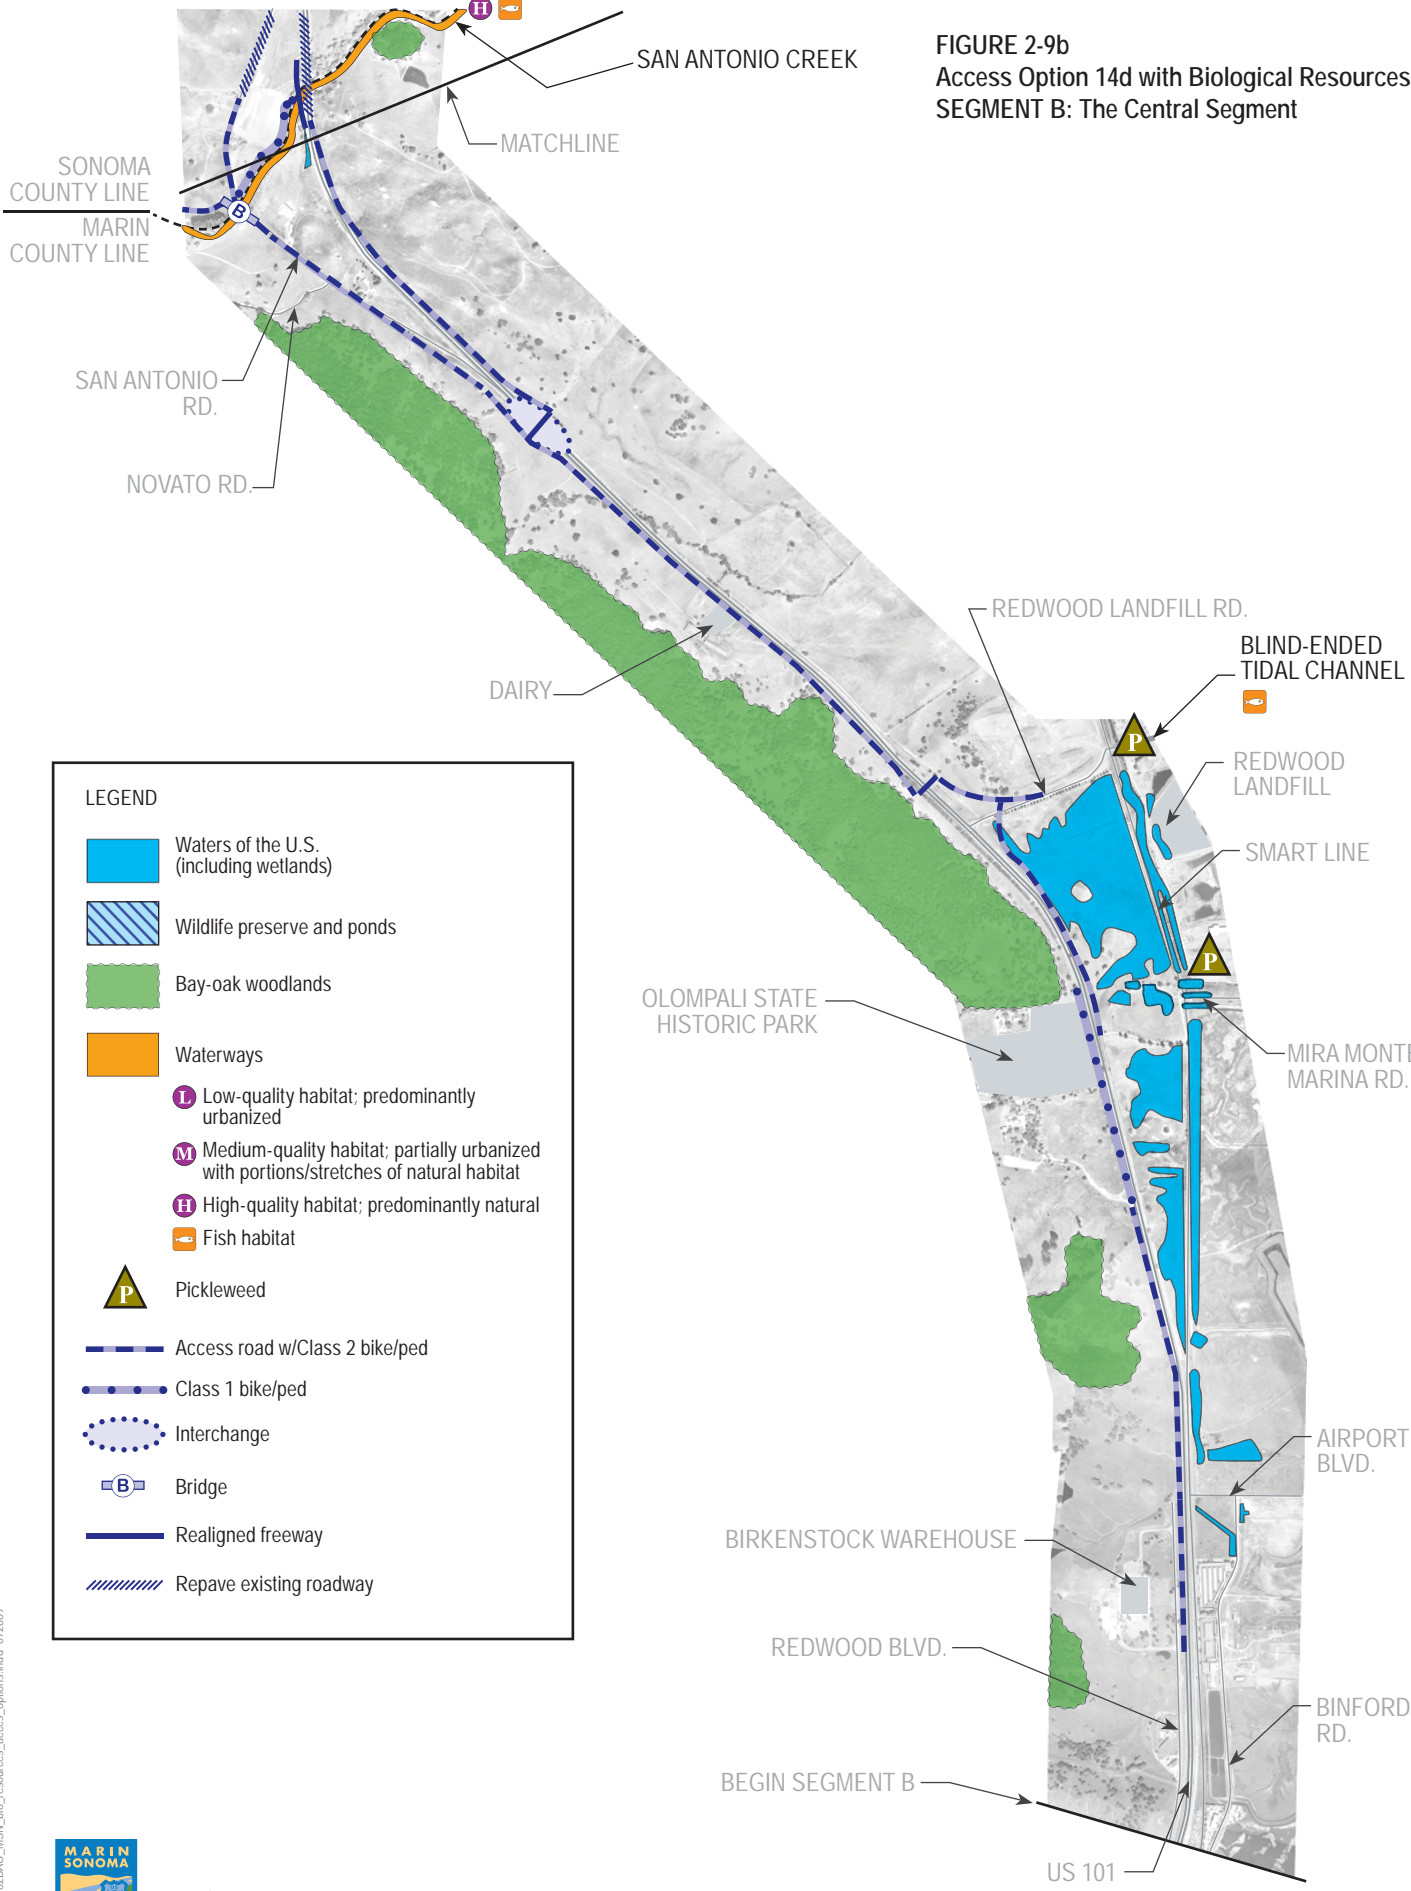 H
FIGURE 2-9b
Access Option 14d with Biological Resources
SEGMENT B: The Central Segment
SAN ANTONIO CREEK
MATCHLINE
SONOMA
COUNTY LINE
MARIN
COUNTY LINE
B
SAN ANTONIO
RD.
NOVATO RD.
REDWOOD LANDFILL RD.
BLIND-ENDED
TIDAL CHANNEL
DAIRY
P
REDWOOD
LANDFILL
SMART LINE
P
OLOMPALI STATE
HISTORIC PARK
MIRA MONTE
MARINA RD.
LEGEND
Waters of the U.S.
(including wetlands)
Wildlife preserve and ponds
Bay-oak woodlands
Waterways
L Low-quality habitat; predominantly
urbanized
M Medium-quality habitat; partially urbanized
with portions/stretches of natural habitat
H High-quality habitat; predominantly natural
Fish habitat
P Pickleweed
Access road w/Class 2 bike/ped
Class 1 bike/ped
Interchange
B Bridge
Realigned freeway
Repave existing roadway
AIRPORT
BLVD.
BIRKENSTOCK WAREHOUSE
REDWOOD BLVD.
BINFORD
RD.
BEGIN SEGMENT B
US 101
MARIN
SONOMA